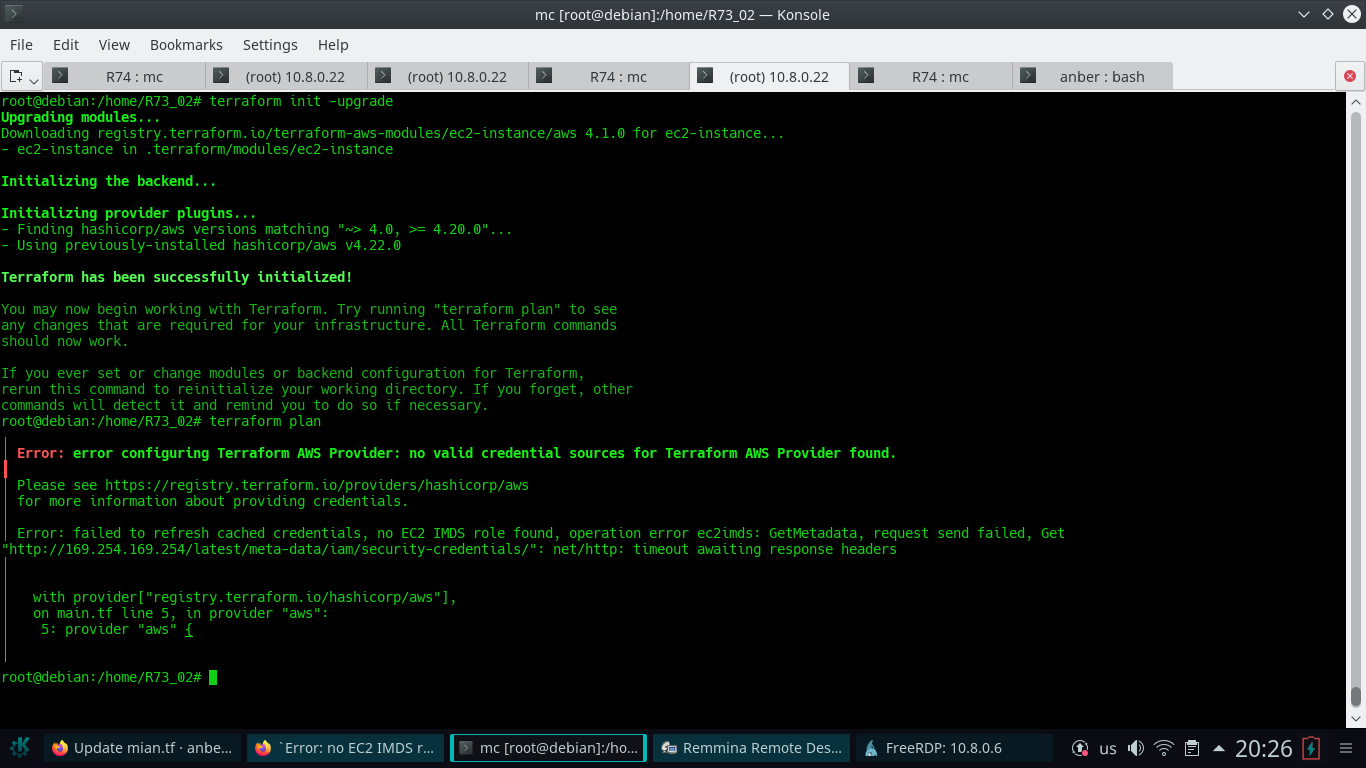 mc [root@debian]:/home/R73_02 — Konsole
File Edit View Bookmarks Settings Help
R74 : mc (root) 10.8.0.22 (root) 10.8.0.22 R74 : mc (root) 10.8.0.22 R74 : mc anber : bash
root@debian:/home/R73_02# terraform init -upgrade
Upgrading modules...
Downloading registry.terraform.io/terraform-aws-modules/ec2-instance/aws 4.1.0 for ec2-instance...
- ec2-instance in .terraform/modules/ec2-instance
Initializing the backend...
Initializing provider plugins...
- Finding hashicorp/aws versions matching "~> 4.0, >= 4.20.0"...
- Using previously-installed hashicorp/aws v4.22.0
Terraform has been successfully initialized!
You may now begin working with Terraform. Try running "terraform plan" to see
any changes that are required for your infrastructure. All Terraform commands
should now work.
If you ever set or change modules or backend configuration for Terraform,
rerun this command to reinitialize your working directory. If you forget, other
commands will detect it and remind you to do so if necessary.
root@debian:/home/R73_02# terraform plan
Error: error configuring Terraform AWS Provider: no valid credential sources for Terraform AWS Provider found.
Please see https://registry.terraform.io/providers/hashicorp/aws
for more information about providing credentials.
Error: failed to refresh cached credentials, no EC2 IMDS role found, operation error ec2imds: GetMetadata, request send failed, Get
"http://169.254.169.254/latest/meta-data/iam/security-credentials/": net/http: timeout awaiting response headers
with provider["registry.terraform.io/hashicorp/aws"],
on main.tf line 5, in provider "aws":
5: provider "aws" {
root@debian:/home/R73_02#
Update mian.tf · anbe... `Error: no EC2 IMDS r... mc [root@debian]:/ho... Remmina Remote Des... FreeRDP: 10.8.0.6 us 20:26